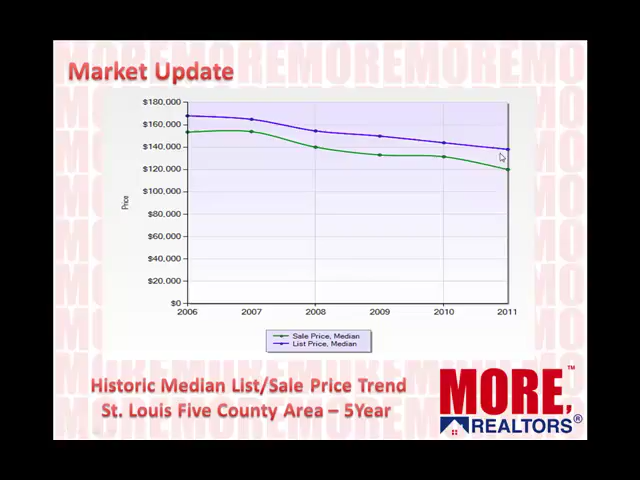 Market Update
$180,000
$160,000
$140,000
$120,000
$100,000
$80,000
$60,000
$40,000
$20,000
$0
Price
2006 2007 2008 2009 2010 2011
Sale Price, Median
List Price, Median
Historic Median List/Sale Price Trend
St. Louis Five County Area – 5Year
MORE,™
REALTORS®